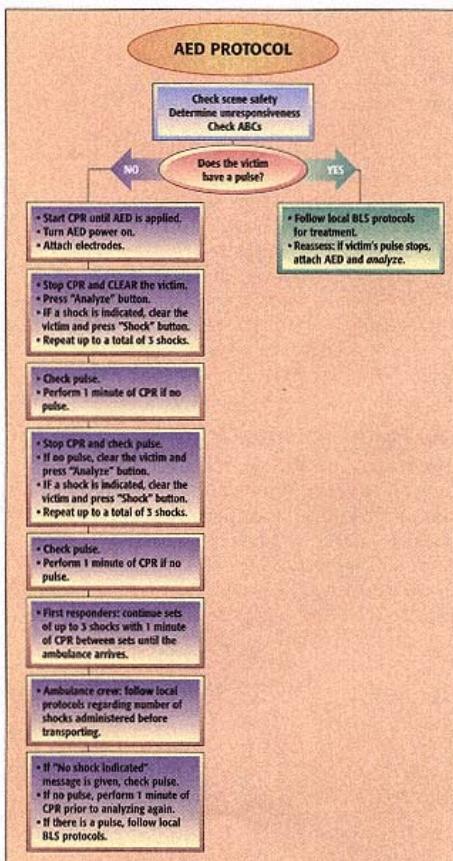 AED PROTOCOL
Check scene safety
Determine unresponsiveness
Check ABCs
NO
Does the victim
have a pulse?
YES
• Start CPR until AED is applied.
• Turn AED power on.
• Attach electrodes.
• Follow local BLS protocols
for treatment.
• Reassess: if victim's pulse stops,
attach AED and analyze.
• Stop CPR and CLEAR the victim.
• Press "Analyze" button.
• IF a shock is indicated, clear the
victim and press "Shock" button.
• Repeat up to a total of 3 shocks.
• Check pulse.
• Perform 1 minute of CPR if no
pulse.
• Stop CPR and check pulse.
• If no pulse, clear the victim and
press "Analyze" button.
• IF a shock is indicated, clear the
victim and press "Shock" button.
• Repeat up to a total of 3 shocks.
• Check pulse.
• Perform 1 minute of CPR if no
pulse.
• First responders: continue sets
of up to 3 shocks with 1 minute
of CPR between sets until the
ambulance arrives.
• Ambulance crew: follow local
protocols regarding number of
shocks administered before
transporting.
• If "No shock indicated"
message is given, check pulse.
• If no pulse, perform 1 minute of
CPR prior to analyzing again.
• If there is a pulse, follow local
BLS protocols.